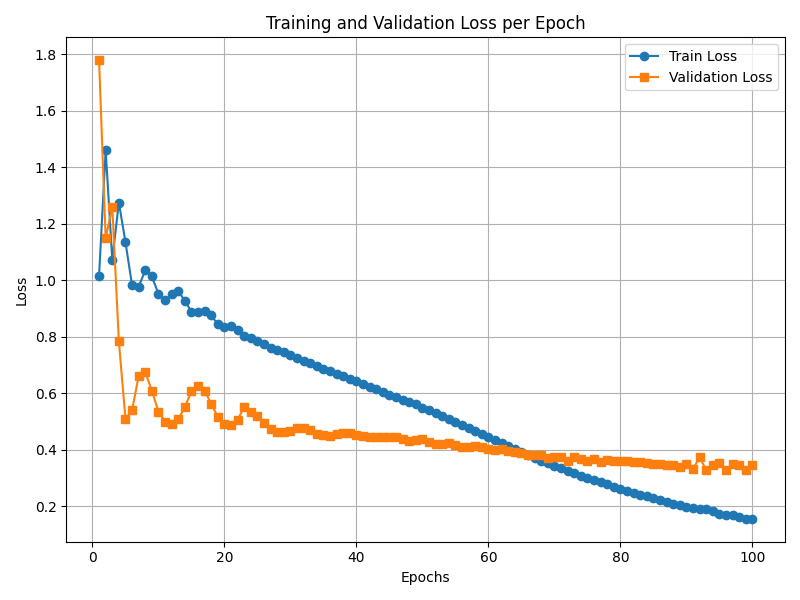 Training and Validation Loss per Epoch
Train Loss
Validation Loss
1.8
1.6
1.4
1.2
1.0
0.8
0.6
0.4
0.2
Loss
0 20 40 60 80 100
Epochs